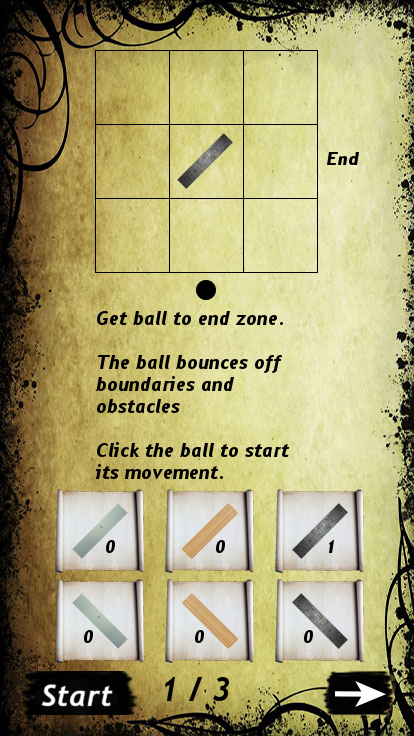 End
Get ball to end zone.
The ball bounces off
boundaries and
obstacles
Click the ball to start
its movement.
0
0
1
0
0
0
Start
1 / 3